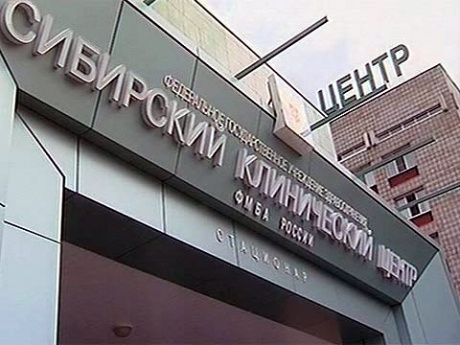 ЦЕНТР
ФЕДЕРАЛЬНОЕ ГОСУДАРСТВЕННОЕ УЧРЕЖДЕНИЕ ЗДРАВООХРАНЕНИЯ
СИБИРСКИЙ КЛИНИЧЕСКИЙ ЦЕНТР
ФМБА РОССИИ
СТАЦИОНАР